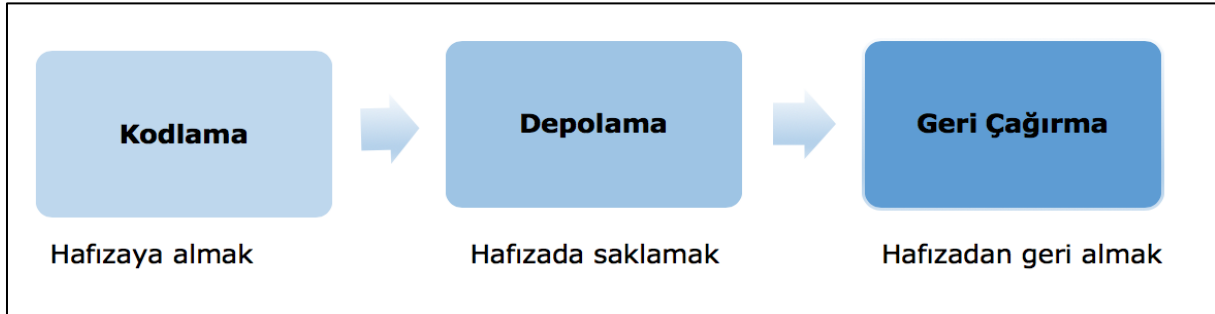 Kodlama
Depolama
Geri Çağırma
Hafızaya almak
Hafızada saklamak
Hafızadan geri almak